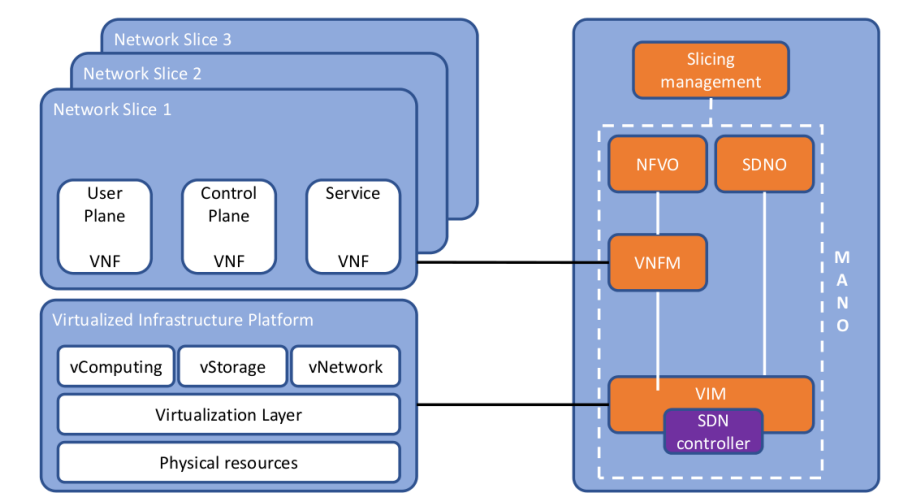 Network Slice 3
Network Slice 2
Network Slice 1
User
Plane
VNF
Control
Plane
VNF
Service
VNF
Virtualized Infrastructure Platform
vComputing
vStorage
vNetwork
Virtualization Layer
Physical resources
Slicing
management
NFVO
SDNO
VNFM
VIM
SDN
controller
M
A
N
O